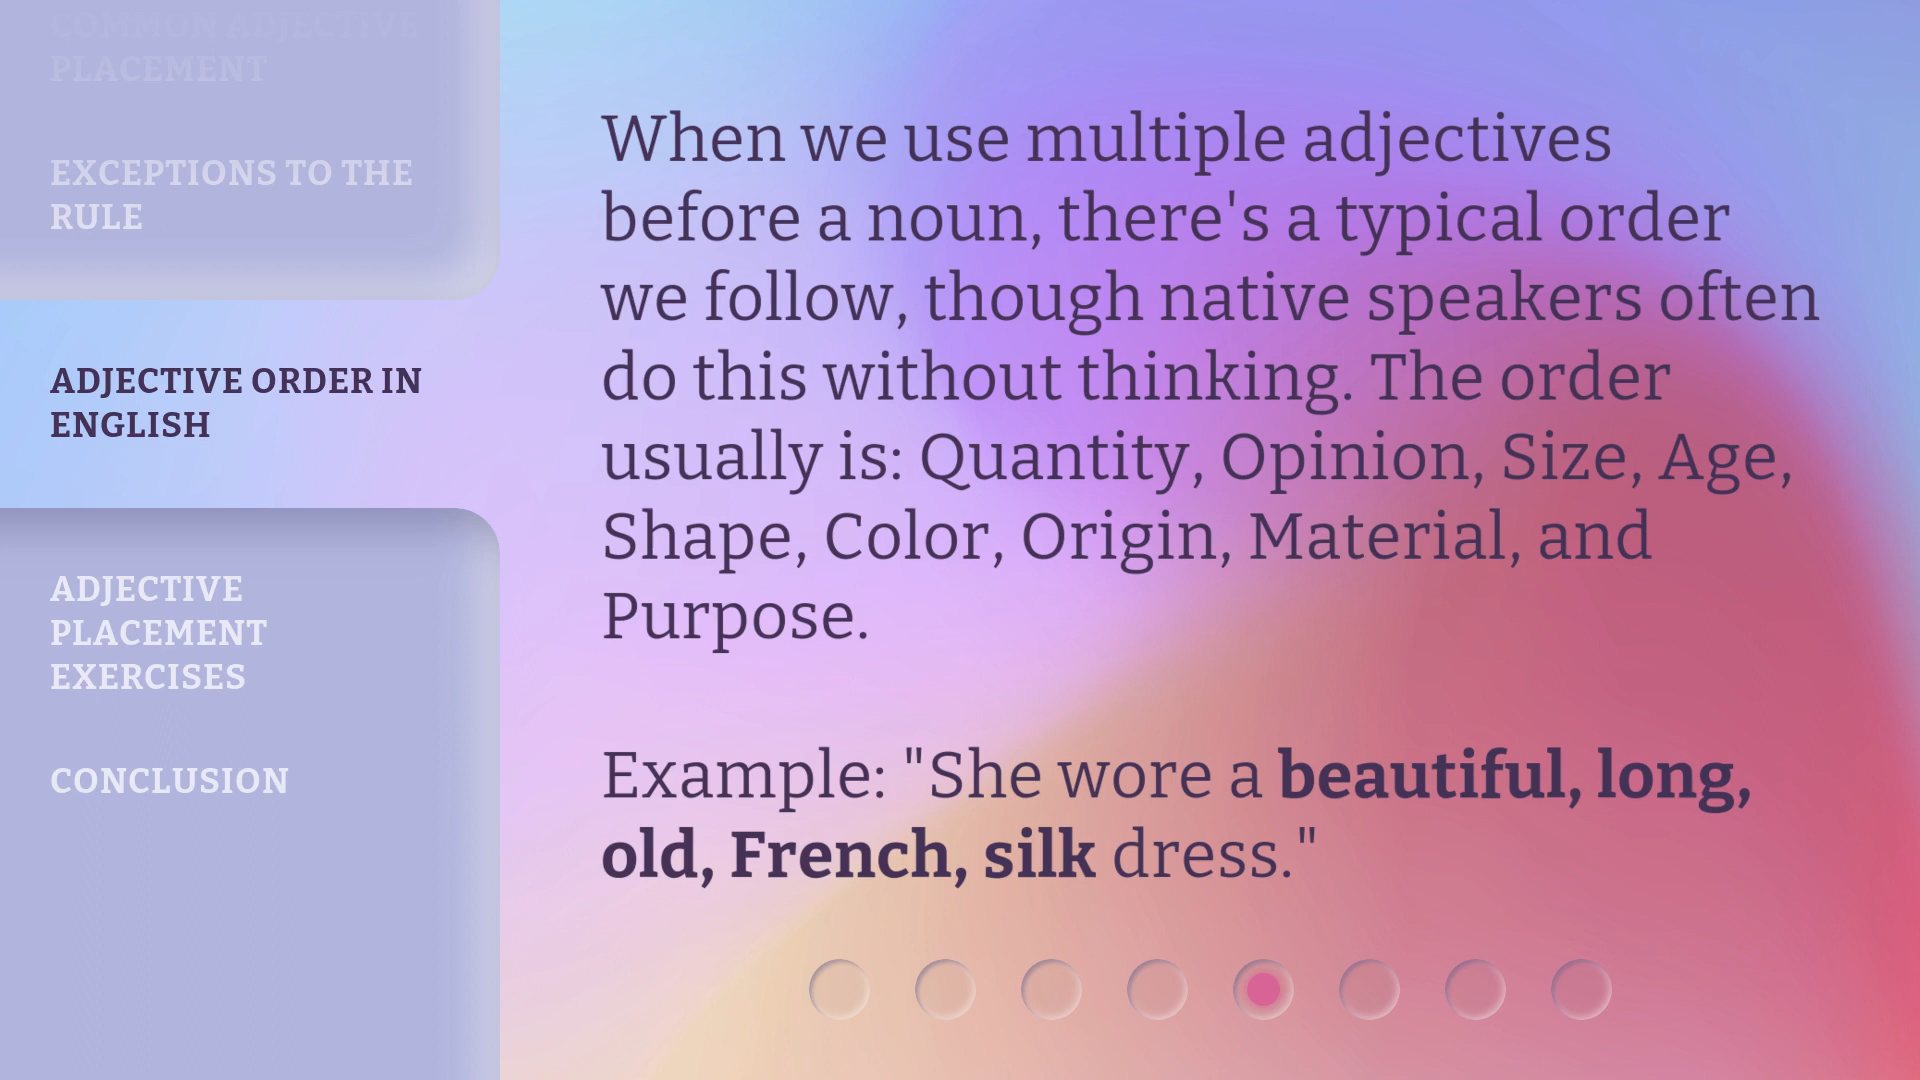 COMMON ADJECTIVE
PLACEMENT
EXCEPTIONS TO THE
RULE
ADJECTIVE ORDER IN
ENGLISH
ADJECTIVE
PLACEMENT
EXERCISES
CONCLUSION
When we use multiple adjectives
before a noun, there's a typical order
we follow, though native speakers often
do this without thinking. The order
usually is: Quantity, Opinion, Size, Age,
Shape, Color, Origin, Material, and
Purpose.
Example: "She wore a beautiful, long,
old, French, silk dress."